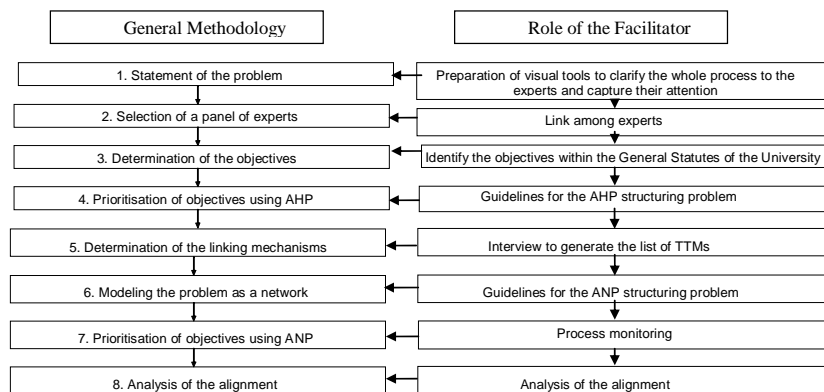 General Methodology
Role of the Facilitator
1. Statement of the problem
Preparation of visual tools to clarify the whole process to the
experts and capture their attention
2. Selection of a panel of experts
Link among experts
3. Determination of the objectives
Identify the objectives within the General Statutes of the University
4. Prioritisation of objectives using AHP
Guidelines for the AHP structuring problem
5. Determination of the linking mechanisms
Interview to generate the list of TTMs
6. Modeling the problem as a network
Guidelines for the ANP structuring problem
7. Prioritisation of objectives using ANP
Process monitoring
8. Analysis of the alignment
Analysis of the alignment